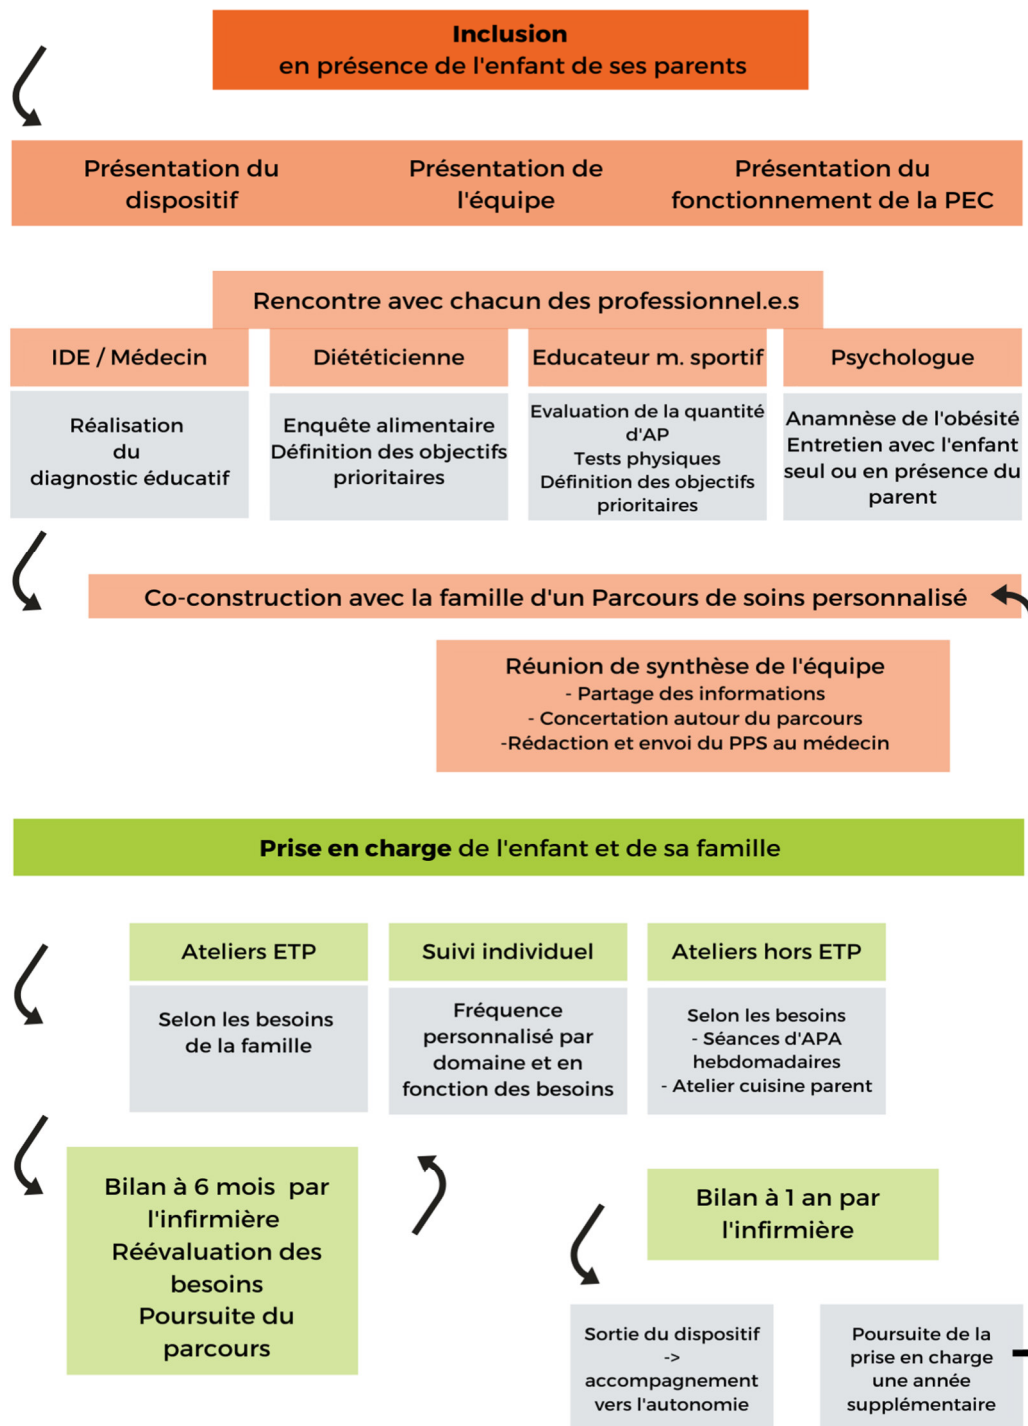 Inclusion
en présence de l'enfant de ses parents
Présentation du
dispositif
Présentation de
l'équipe
Présentation du
fonctionnement de la PEC
Rencontre avec chacun des professionnel.e.s
IDE / Médecin
Réalisation
du
diagnostic éducatif
Diététicienne
Enquête alimentaire
Définition des objectifs
prioritaires
Educateur m. sportif
Evaluation de la quantité
d'AP
Tests physiques
Définition des objectifs
prioritaires
Psychologue
Anamnèse de l'obésité
Entretien avec l'enfant
seul ou en présence du
parent
Co-construction avec la famille d'un Parcours de soins personnalisé
Réunion de synthèse de l'équipe
- Partage des informations
- Concertation autour du parcours
-Rédaction et envoi du PPS au médecin
Prise en charge de l'enfant et de sa famille
Ateliers ETP
Selon les besoins
de la famille
Suivi individuel
Fréquence
personnalisé par
domaine et en
fonction des besoins
Ateliers hors ETP
Selon les besoins
- Séances d'APA
hebdomadaires
- Atelier cuisine parent
Bilan à 6 mois par
l'infirmière
Réévaluation des
besoins
Poursuite du
parcours
Bilan à 1 an par
l'infirmière
Sortie du dispositif
->
accompagnement
vers l'autonomie
Poursuite de la
prise en charge
une année
supplémentaire